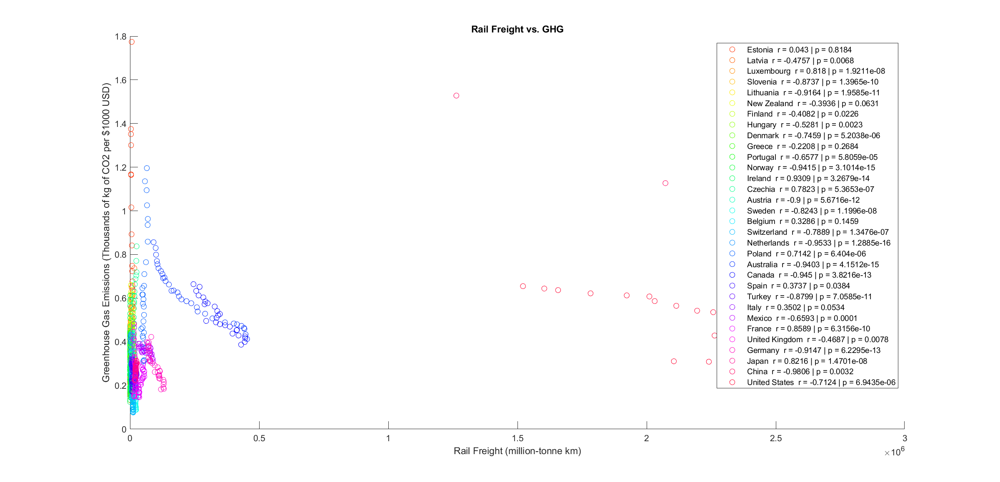 Rail Freight vs. GHG
1.8
1.6
1.4
1.2
1
0.8
0.6
0.4
0.2
0
Greenhouse Gas Emissions (Thousands of kg of CO2 per $1000 USD)
Estonia r = 0.043 | p = 0.8184
Latvia r = -0.4757 | p = 0.0068
Luxembourg r = 0.818 | p = 1.9211e-08
Slovenia r = -0.8737 | p = 1.3965e-10
Lithuania r = -0.9164 | p = 1.9585e-11
New Zealand r = -0.3936 | p = 0.0631
Finland r = -0.4082 | p = 0.0226
Hungary r = -0.5281 | p = 0.0023
Denmark r = -0.7459 | p = 5.2038e-06
Greece r = -0.2208 | p = 0.2684
Portugal r = -0.6577 | p = 5.8059e-05
Norway r = -0.9415 | p = 3.1014e-15
Ireland r = 0.9309 | p = 3.2679e-14
Czechia r = 0.7823 | p = 5.3653e-07
Austria r = -0.9 | p = 5.6716e-12
Sweden r = -0.8243 | p = 1.1996e-08
Belgium r = 0.3286 | p = 0.1459
Switzerland r = -0.7889 | p = 1.3476e-07
Netherlands r = -0.9533 | p = 1.2885e-16
Poland r = 0.7142 | p = 6.404e-06
Australia r = -0.9403 | p = 4.1512e-15
Canada r = -0.945 | p = 3.8216e-13
Spain r = 0.3737 | p = 0.0384
Turkey r = -0.8799 | p = 7.0585e-11
Italy r = 0.3502 | p = 0.0534
Mexico r = -0.6593 | p = 0.0001
France r = 0.8589 | p = 6.3156e-10
United Kingdom r = -0.4687 | p = 0.0078
Germany r = -0.9147 | p = 6.2295e-13
Japan r = 0.8216 | p = 1.4701e-08
China r = -0.9806 | p = 0.0032
United States r = -0.7124 | p = 6.9435e-06
0 0.5 1 1.5 2 2.5 3
Rail Freight (million-tonne km)
×10⁶